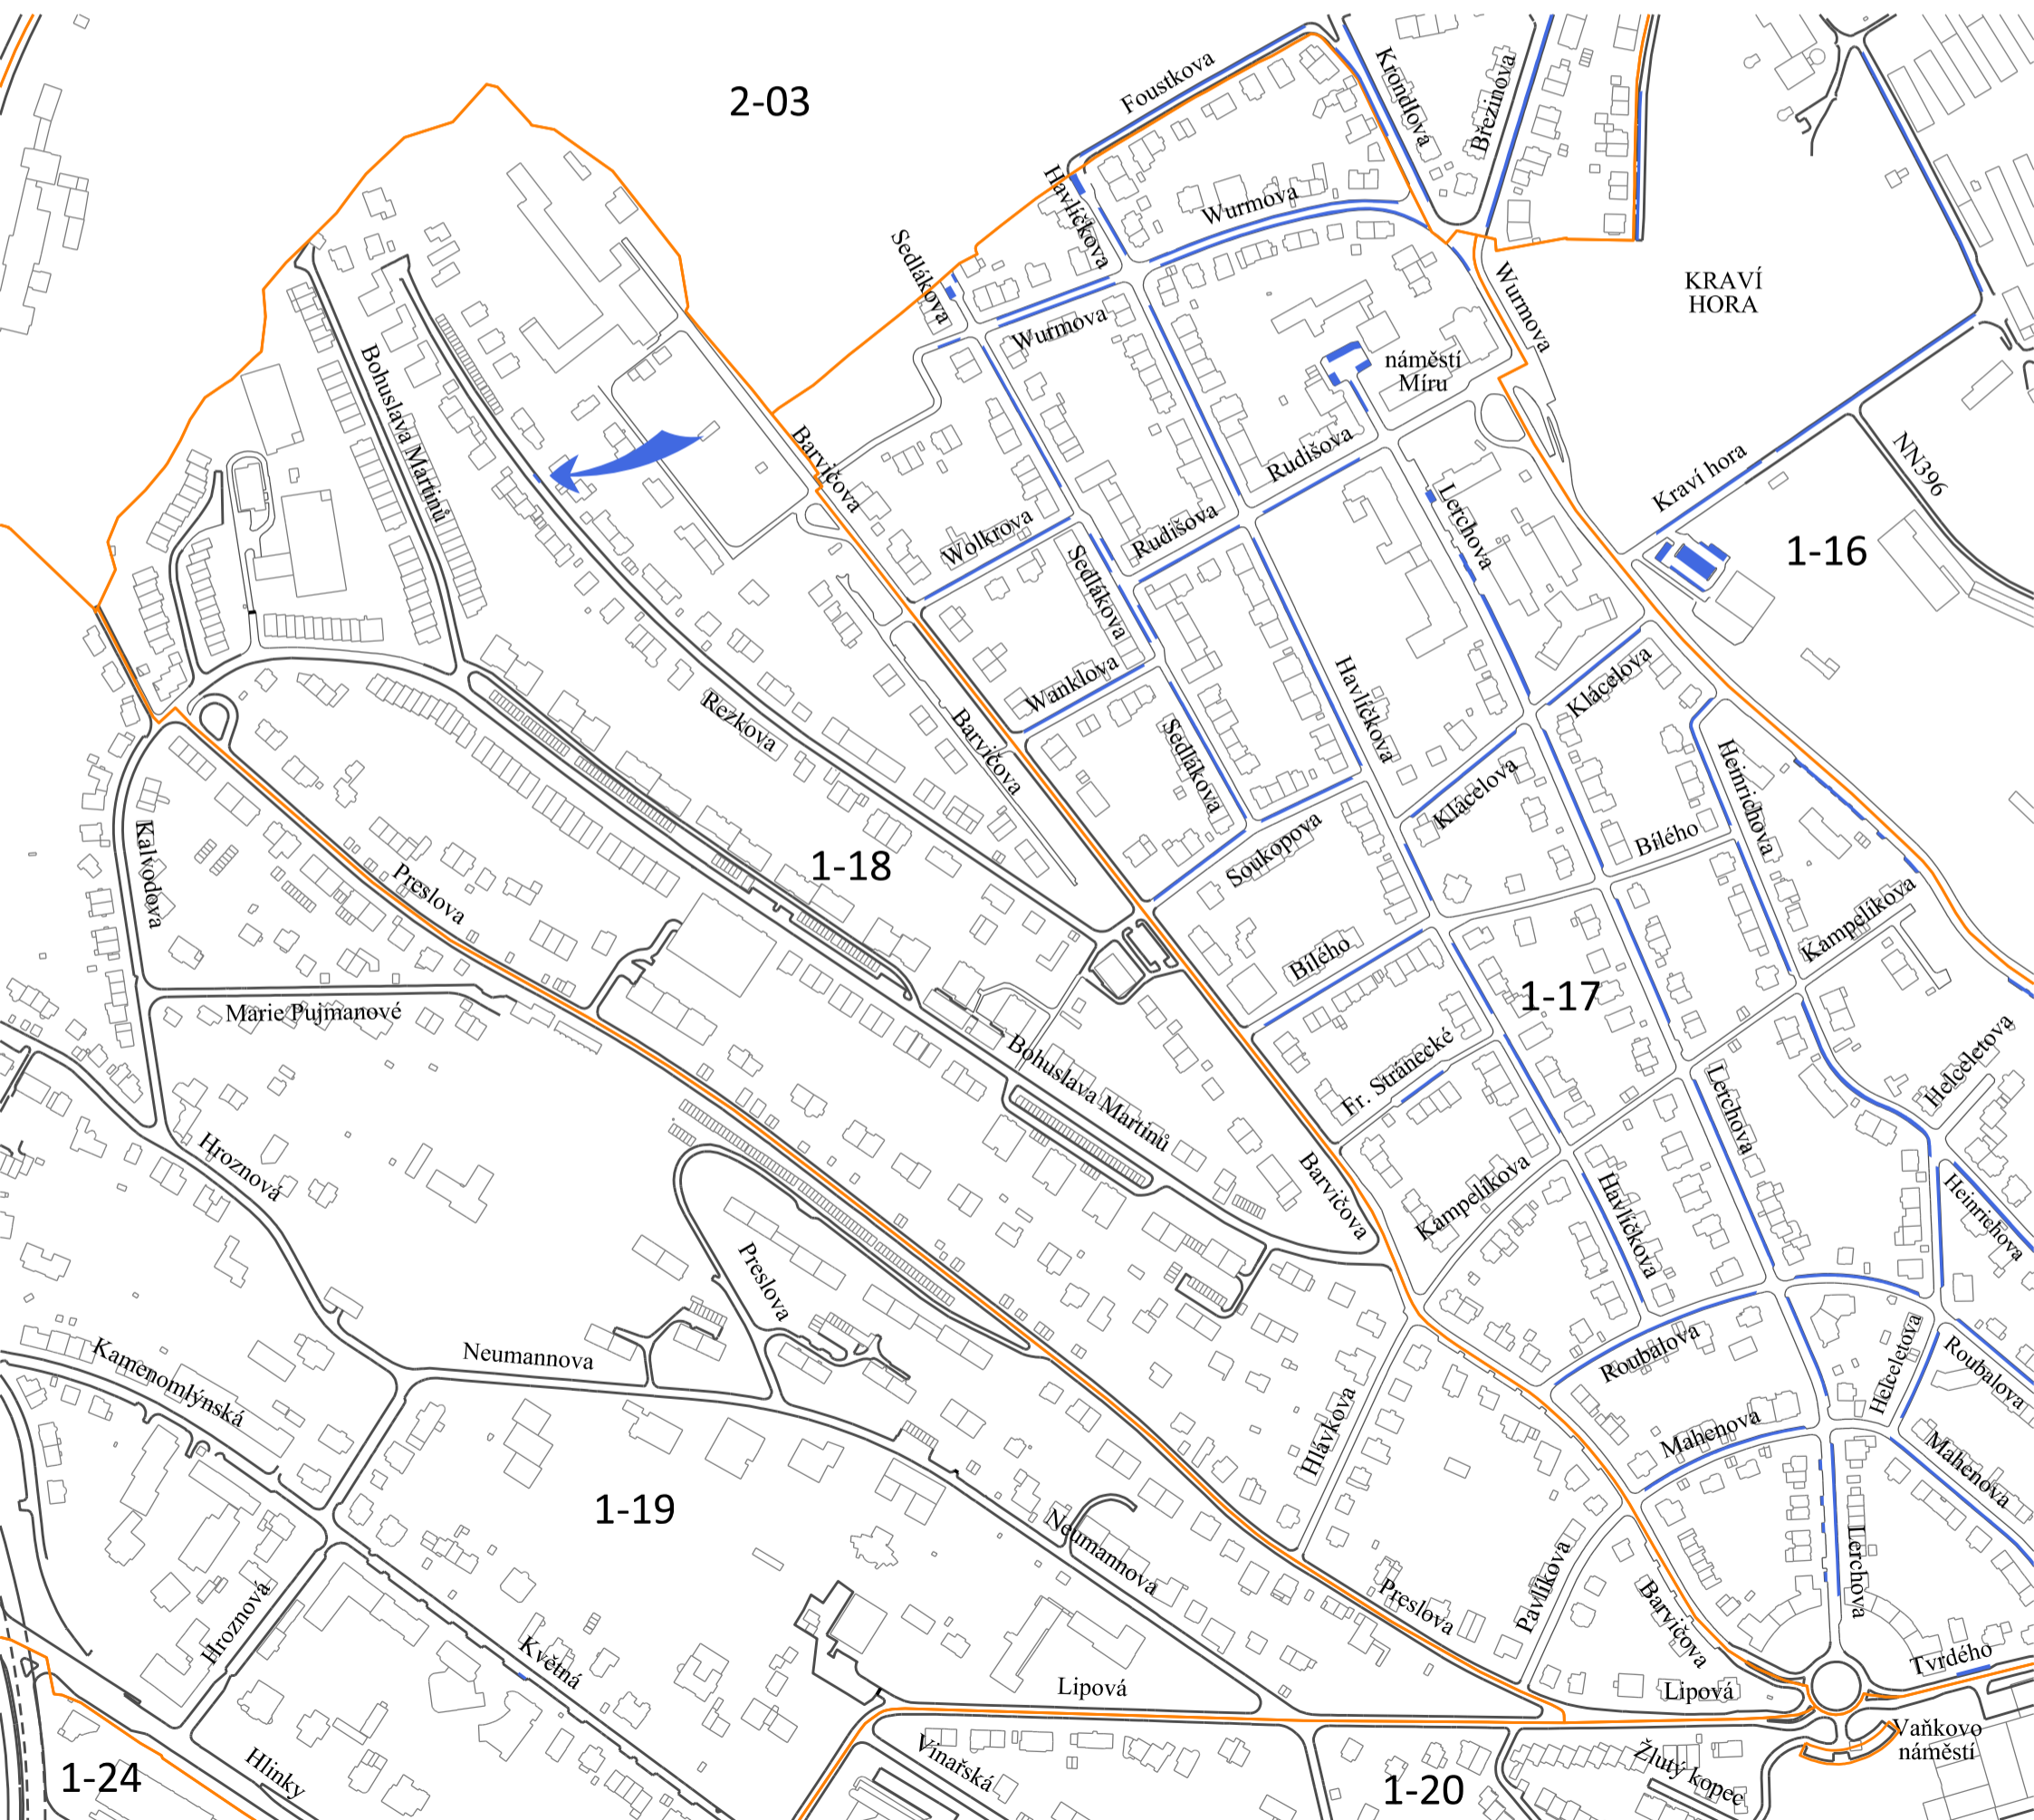 2-03
Foustkova
Krondlova
Březinova
Havlíčkova
Wurmova
Sedlákova
Wurmova
Wurmova
KRAVÍ
HORA
náměstí
Míru
Bohuslava Martinů
Barvičova
Rudišova
Kraví hora
NN396
Wolkrova
Rudišova
Lerchova
Sedlákova
1-16
Wanklova
Klácelova
Havlíčkova
Rezkova
Barvičova
Sedlákova
Klácelova
Heinrichova
Bílého
Kalvodova
Preslova
1-18
Soukopova
Kampelíkova
Bílého
1-17
Marie Pujmanové
Bohuslava Martinů
Fr. Stránecké
Helceletova
Lerchova
Hroznová
Barvičova
Kampelíkova
Havlíčkova
Heinrichova
Preslova
Neumannova
Kamenomlýnská
Roubalova
Helceletova
Roubalova
Hlávkova
Mahenova
Mahenova
1-19
Neumannova
Lerchova
Hroznová
Květná
Preslova
Pavlíkova
Barvičova
Tvrdého
Lipová
Lipová
Vaňkovo
náměstí
1-24
Hlinky
Vinařská
1-20
Žlutý kopec